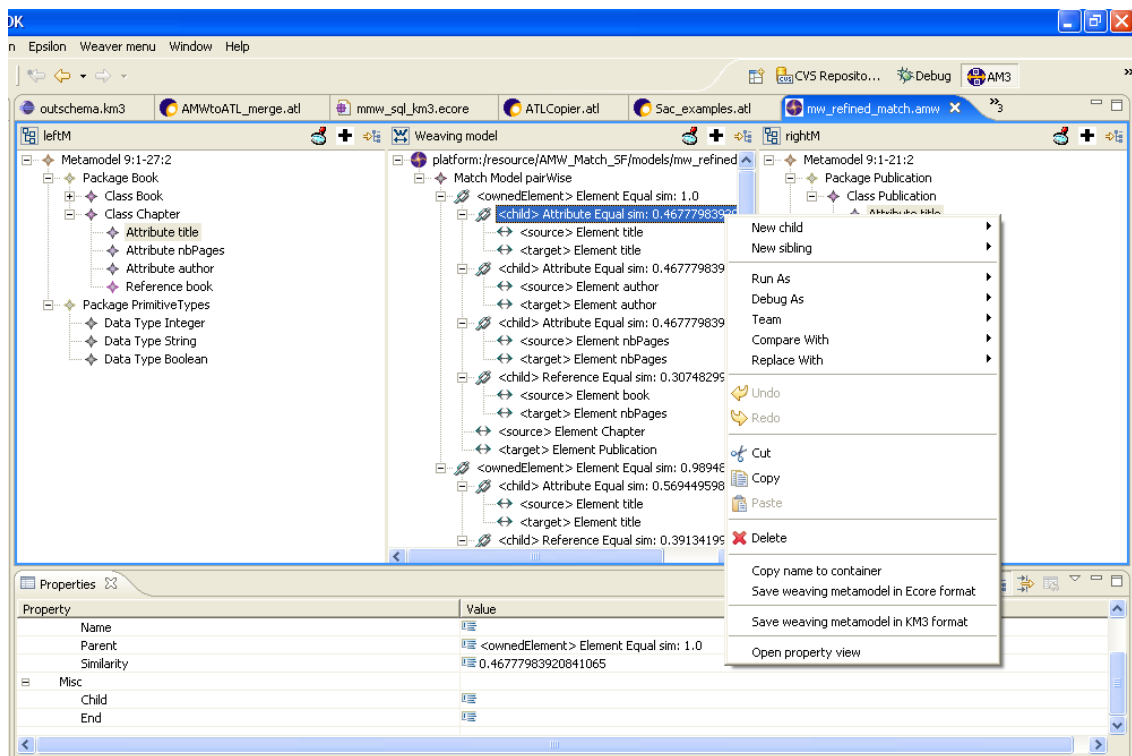 OK
n Epsilon Weaver menu Window Help
CVS Reposito... Debug AM3 »
outschema.km3 AMWtoATL_merge.atl mmw_sql_km3.ecore ATLCopier.atl Sac_examples.atl mw_refined_match.amw »3
leftM
Metamodel 9:1-27:2
Package Book
Class Book
Class Chapter
Attribute title
Attribute nbPages
Attribute author
Reference book
Package PrimitiveTypes
Data Type Integer
Data Type String
Data Type Boolean
Weaving model
platform:/resource/AMW_Match_SF/models/mw_refined
Match Model pairWise
<ownedElement> Element Equal sim: 1.0
<child> Attribute Equal sim: 0.4677798392
<source> Element title
<target> Element title
<child> Attribute Equal sim: 0.467779839
<source> Element author
<target> Element author
<child> Attribute Equal sim: 0.467779839
<source> Element nbPages
<target> Element nbPages
<child> Reference Equal sim: 0.30748299
<source> Element book
<target> Element nbPages
<source> Element Chapter
<target> Element Publication
<ownedElement> Element Equal sim: 0.98948
<child> Attribute Equal sim: 0.569449598
<source> Element title
<target> Element title
<child> Reference Equal sim: 0.39134199
rightM
Metamodel 9:1-21:2
Package Publication
Class Publication
Attribute title
New child
New sibling
Run As
Debug As
Team
Compare With
Replace With
Undo
Redo
Cut
Copy
Paste
Delete
Copy name to container
Save weaving metamodel in Ecore format
Save weaving metamodel in KM3 format
Open property view
Properties
Property Value
Name
Parent <ownedElement> Element Equal sim: 1.0
Similarity 0.46777983920841065
Misc
Child
End